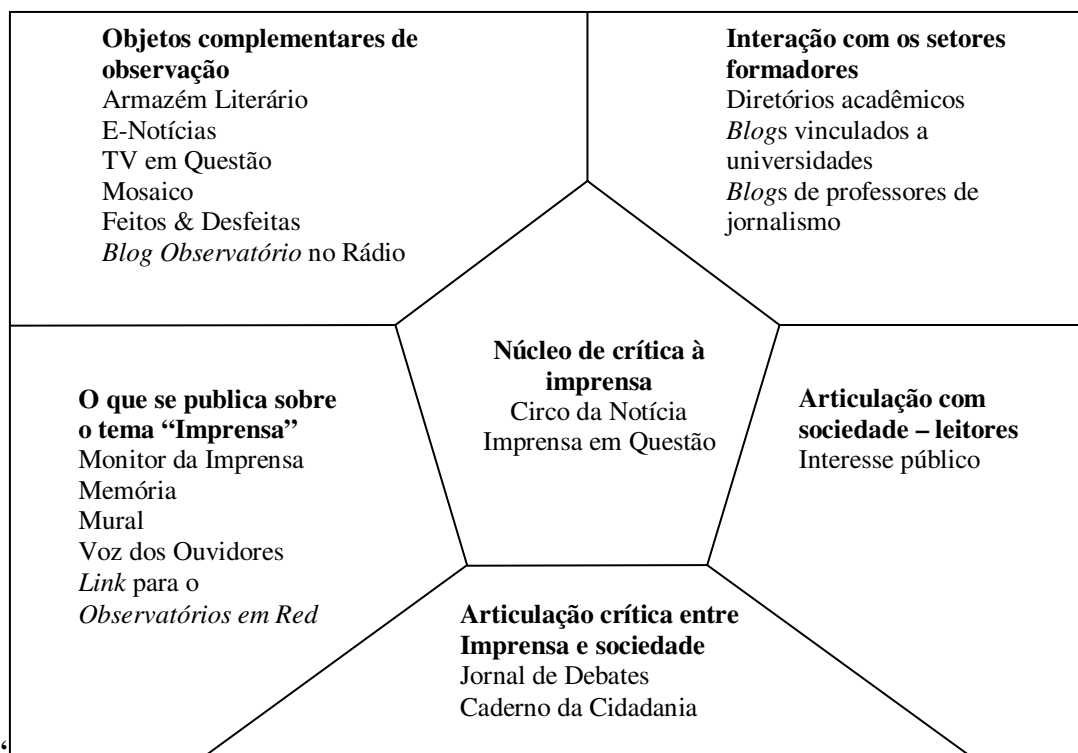 Objetos complementares de
observação
Armazém Literário
E-Notícias
TV em Questão
Mosaico
Feitos & Desfeitas
Blog Observatório no Rádio
Interação com os setores
formadores
Diretórios acadêmicos
Blogs vinculados a
universidades
Blogs de professores de
jornalismo
Núcleo de crítica à
imprensa
Circo da Notícia
Imprensa em Questão
O que se publica sobre
o tema “Imprensa”
Monitor da Imprensa
Memória
Mural
Voz dos Ouvidores
Link para o
Observatórios em Red
Articulação com
sociedade – leitores
Interesse público
Articulação crítica entre
Imprensa e sociedade
Jornal de Debates
Caderno da Cidadania
‘